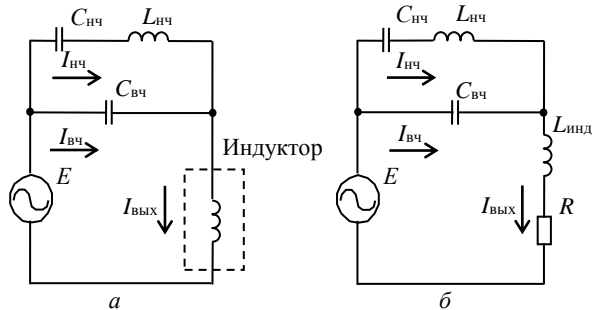 Cнч Lнч
Iнч
Cвч
Iвч
Индуктор
E
Iвых
а
Cнч Lнч
Iнч
Cвч
Lинд
Iвч
E
Iвых R
б